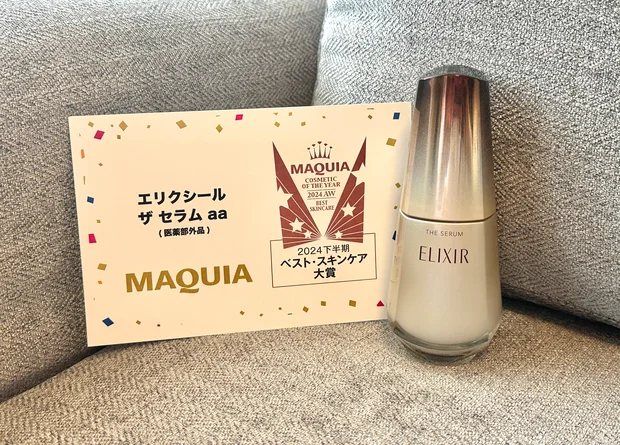 エリクシール
ザ セラム aa
(医薬部外品)
MAQUIA
MAQUIA
COSMETIC
OF THE YEAR
2024 AW
BEST
SKINCARE
2024下半期
ベスト・スキンケア
大賞
THE SERUM
ELIXIR